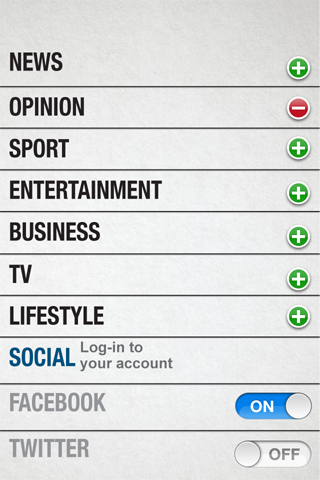 NEWS
OPINION
SPORT
ENTERTAINMENT
BUSINESS
TV
LIFESTYLE
SOCIAL Log-in to
your account
FACEBOOK ON
TWITTER OFF